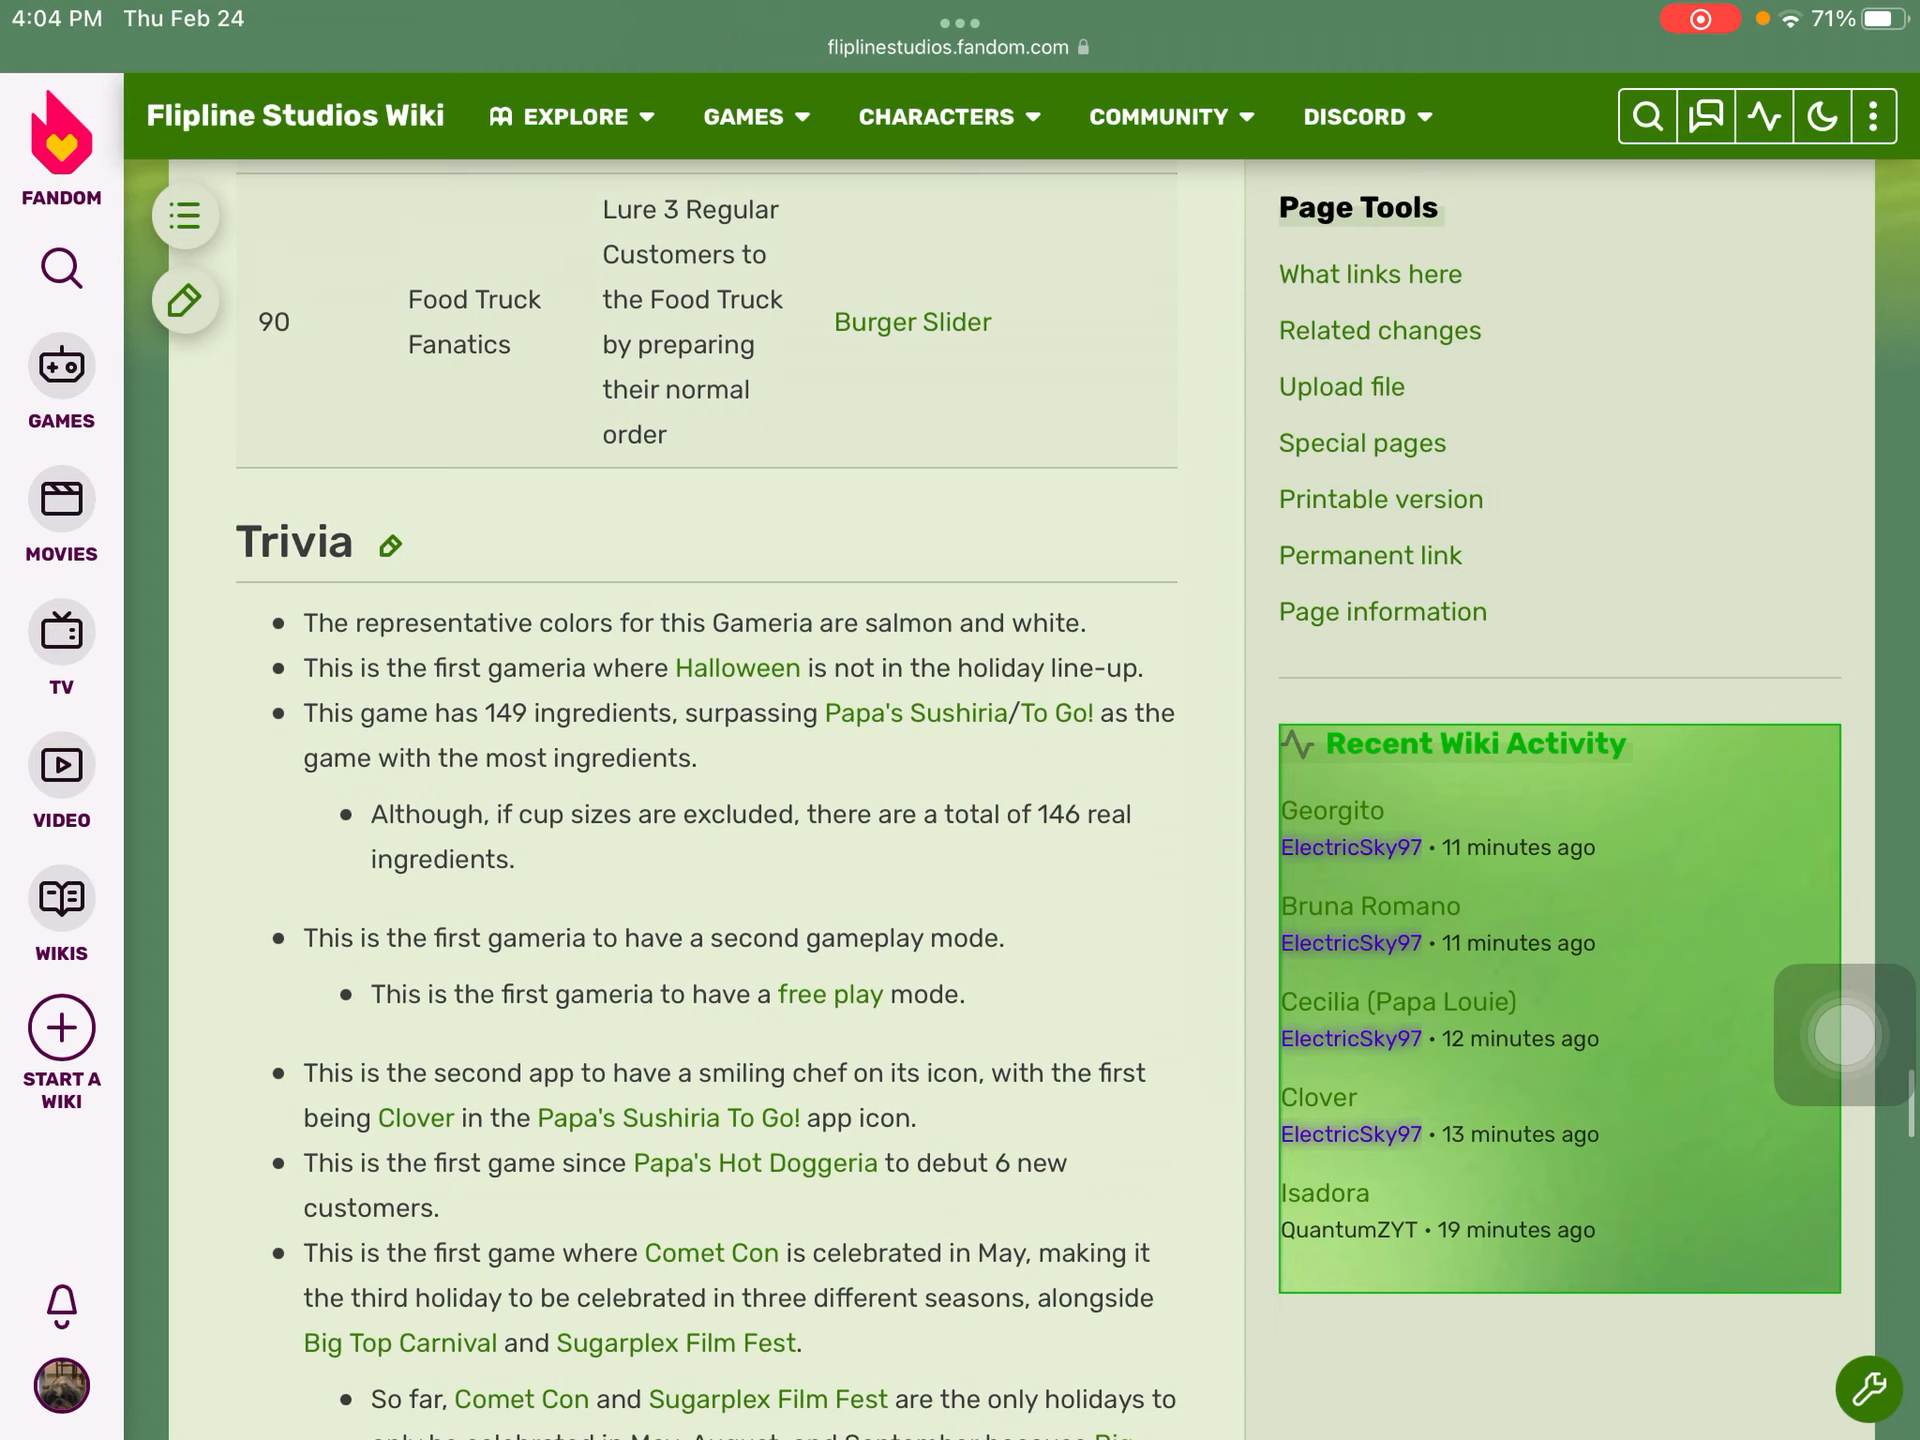 4:04 PM Thu Feb 24
fliplinestudios.fandom.com
71%
Flipline Studios Wiki
EXPLORE
GAMES
CHARACTERS
COMMUNITY
DISCORD
FANDOM
GAMES
MOVIES
TV
VIDEO
WIKIS
START A
WIKI
90
Food Truck
Fanatics
Lure 3 Regular
Customers to
the Food Truck
by preparing
their normal
order
Burger Slider
Trivia
The representative colors for this Gameria are salmon and white.
This is the first gameria where Halloween is not in the holiday line-up.
This game has 149 ingredients, surpassing Papa's Sushiria/To Go! as the
game with the most ingredients.
Although, if cup sizes are excluded, there are a total of 146 real
ingredients.
This is the first gameria to have a second gameplay mode.
This is the first gameria to have a free play mode.
This is the second app to have a smiling chef on its icon, with the first
being Clover in the Papa's Sushiria To Go! app icon.
This is the first game since Papa's Hot Doggeria to debut 6 new
customers.
This is the first game where Comet Con is celebrated in May, making it
the third holiday to be celebrated in three different seasons, alongside
Big Top Carnival and Sugarplex Film Fest.
So far, Comet Con and Sugarplex Film Fest are the only holidays to
only be celebrated in May, August, and September because Big
Page Tools
What links here
Related changes
Upload file
Special pages
Printable version
Permanent link
Page information
Recent Wiki Activity
Georgito
ElectricSky97 • 11 minutes ago
Bruna Romano
ElectricSky97 • 11 minutes ago
Cecilia (Papa Louie)
ElectricSky97 • 12 minutes ago
Clover
ElectricSky97 • 13 minutes ago
Isadora
QuantumZYT • 19 minutes ago